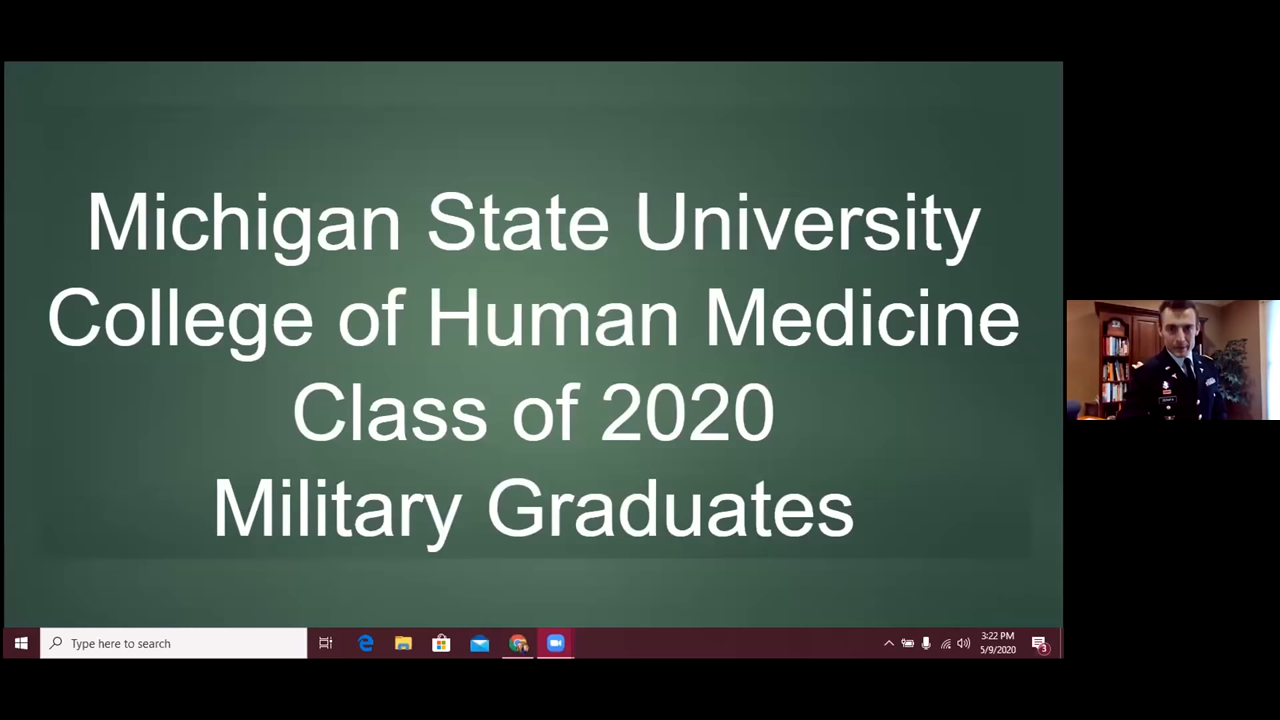 Michigan State University
College of Human Medicine
Class of 2020
Military Graduates
Type here to search
3:22 PM
5/9/2020
3